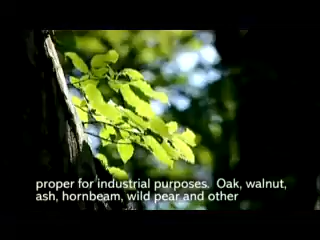 proper for industrial purposes. Oak, walnut,
ash, hornbeam, wild pear and other